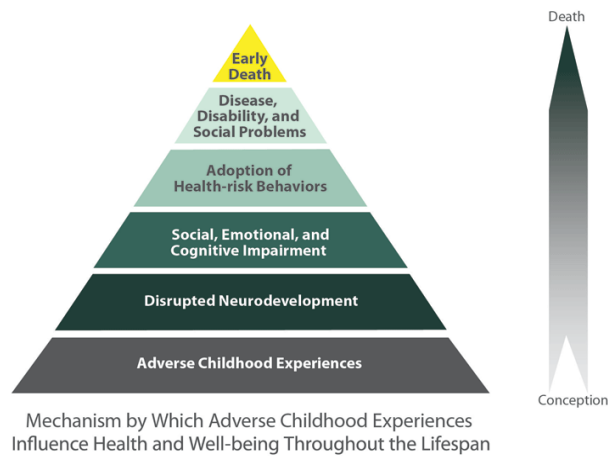 Death
Early
Death
Disease,
Disability, and
Social Problems
Adoption of
Health-risk Behaviors
Social, Emotional, and
Cognitive Impairment
Disrupted Neurodevelopment
Adverse Childhood Experiences
Conception
Mechanism by Which Adverse Childhood Experiences
Influence Health and Well-being Throughout the Lifespan